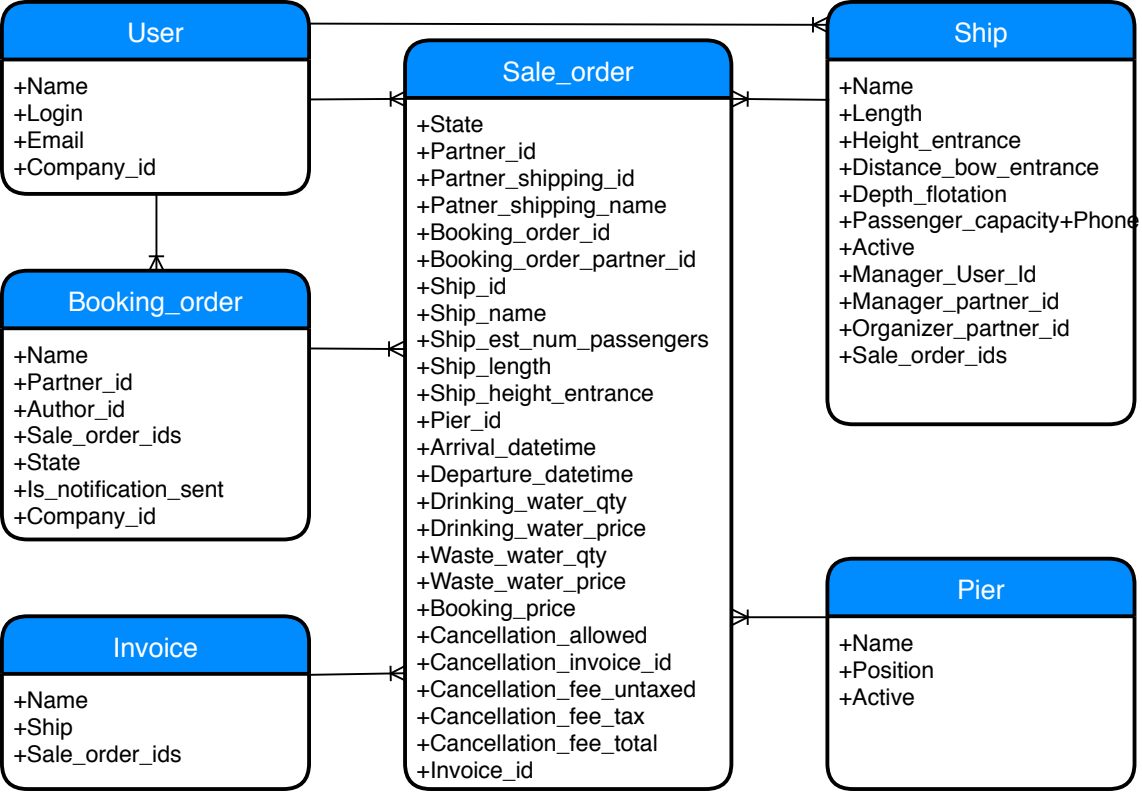 User
+Name
+Login
+Email
+Company_id
Booking_order
+Name
+Partner_id
+Author_id
+Sale_order_ids
+State
+Is_notification_sent
+Company_id
Invoice
+Name
+Ship
+Sale_order_ids
Sale_order
+State
+Partner_id
+Partner_shipping_id
+Patner_shipping_name
+Booking_order_id
+Booking_order_partner_id
+Ship_id
+Ship_name
+Ship_est_num_passengers
+Ship_length
+Ship_height_entrance
+Pier_id
+Arrival_datetime
+Departure_datetime
+Drinking_water_qty
+Drinking_water_price
+Waste_water_qty
+Waste_water_price
+Booking_price
+Cancellation_allowed
+Cancellation_invoice_id
+Cancellation_fee_untaxed
+Cancellation_fee_tax
+Cancellation_fee_total
+Invoice_id
Ship
+Name
+Length
+Height_entrance
+Distance_bow_entrance
+Depth_flotation
+Passenger_capacity+Phone
+Active
+Manager_User_Id
+Manager_partner_id
+Organizer_partner_id
+Sale_order_ids
Pier
+Name
+Position
+Active